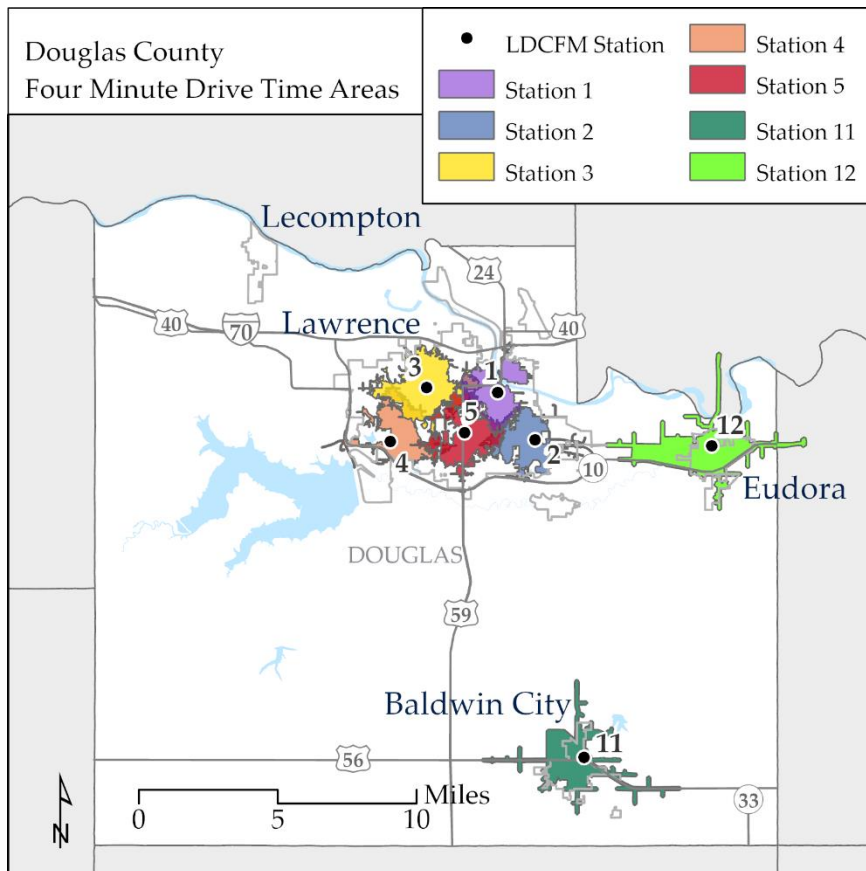 Douglas County
Four Minute Drive Time Areas
LDCFM Station
Station 1
Station 2
Station 3
Station 4
Station 5
Station 11
Station 12
Lecompton
24
40
70
Lawrence
40
3
1
5
12
4
2
10
Eudora
DOUGLAS
59
Baldwin City
11
56
Miles
0 5 10
33
N